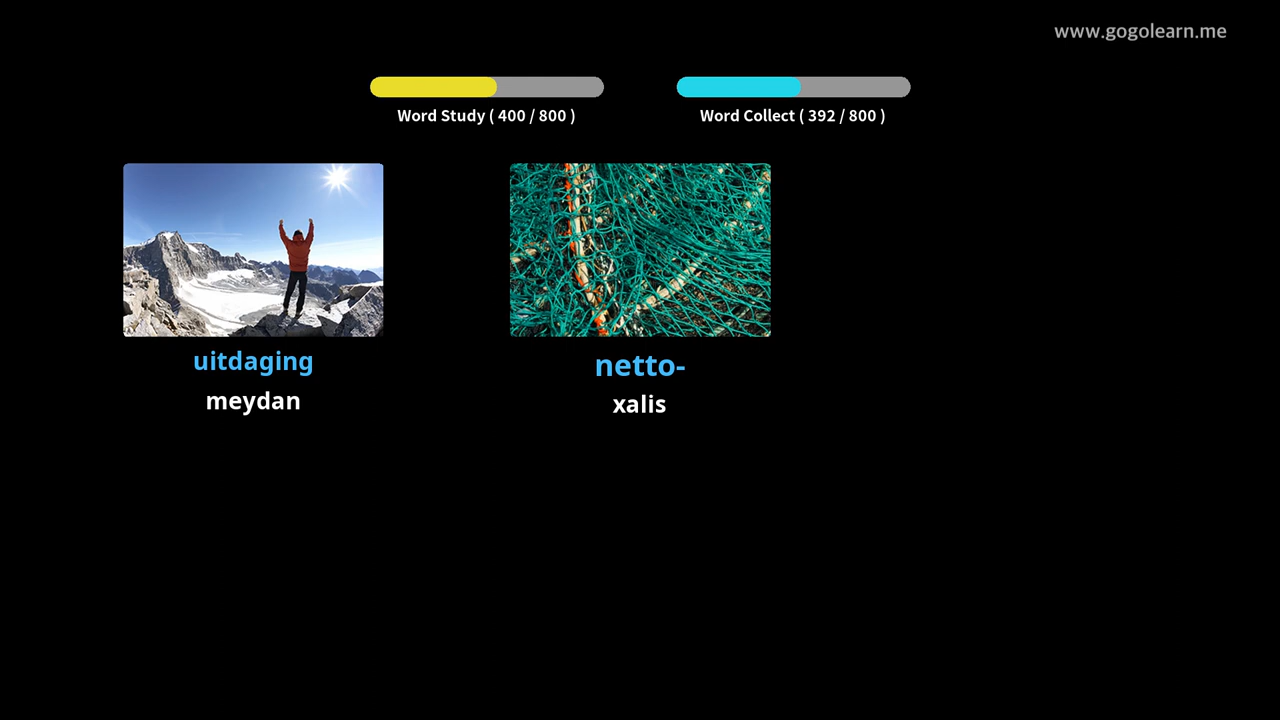 www.gogolearn.me
Word Study ( 400 / 800 )
Word Collect ( 392 / 800 )
uitdaging
meydan
netto-
xalis